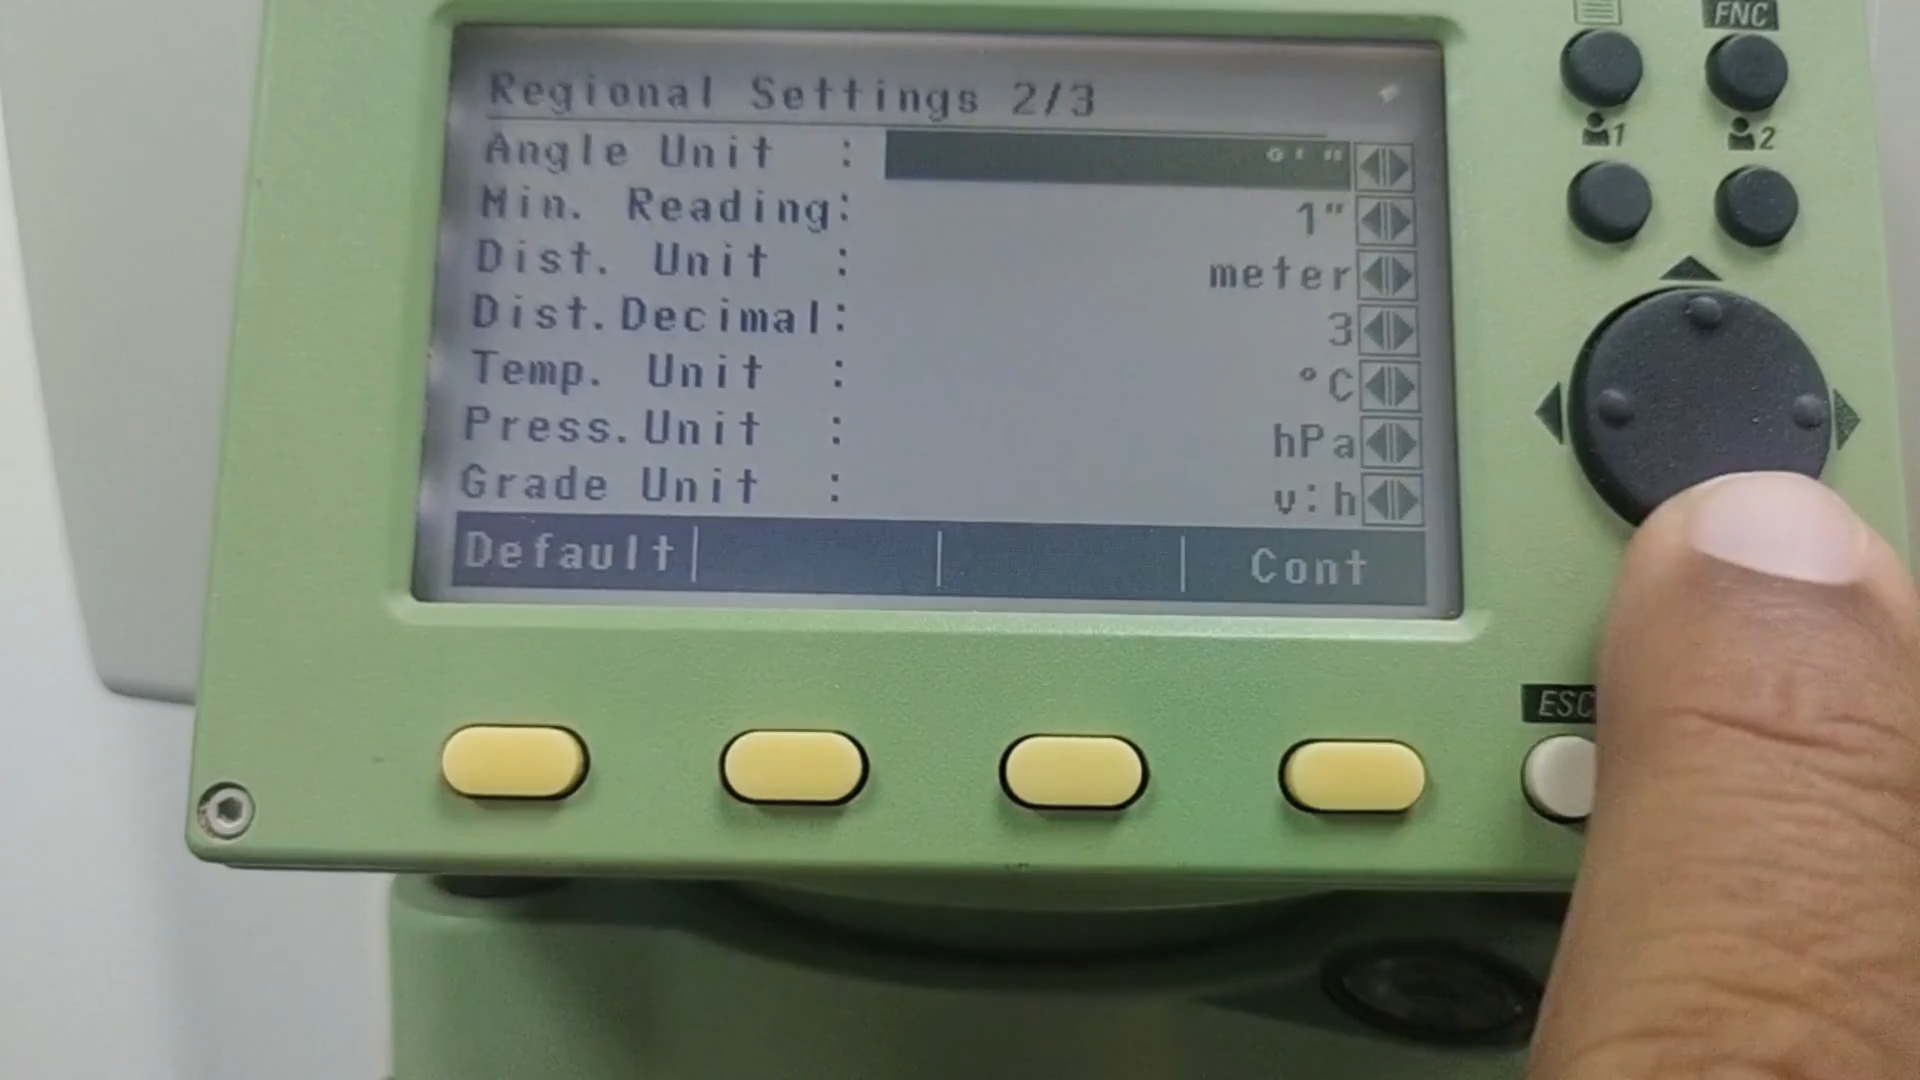 FNC
Regional Settings 2/3
1 2
Angle Unit : ° ' "
Min. Reading: 1"
Dist. Unit : meter
Dist.Decimal: 3
Temp. Unit : °C
Press.Unit : hPa
Grade Unit : v:h
Default Cont
ESC